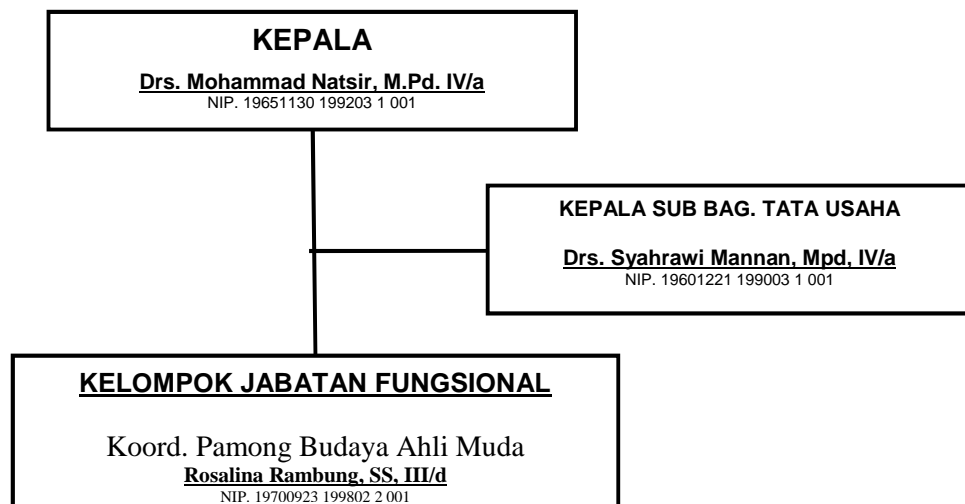 KEPALA
Drs. Mohammad Natsir, M.Pd. IV/a
NIP. 19651130 199203 1 001
KEPALA SUB BAG. TATA USAHA
Drs. Syahrawi Mannan, Mpd, IV/a
NIP. 19601221 199003 1 001
KELOMPOK JABATAN FUNGSIONAL
Koord. Pamong Budaya Ahli Muda
Rosalina Rambung, SS, III/d
NIP. 19700923 199802 2 001